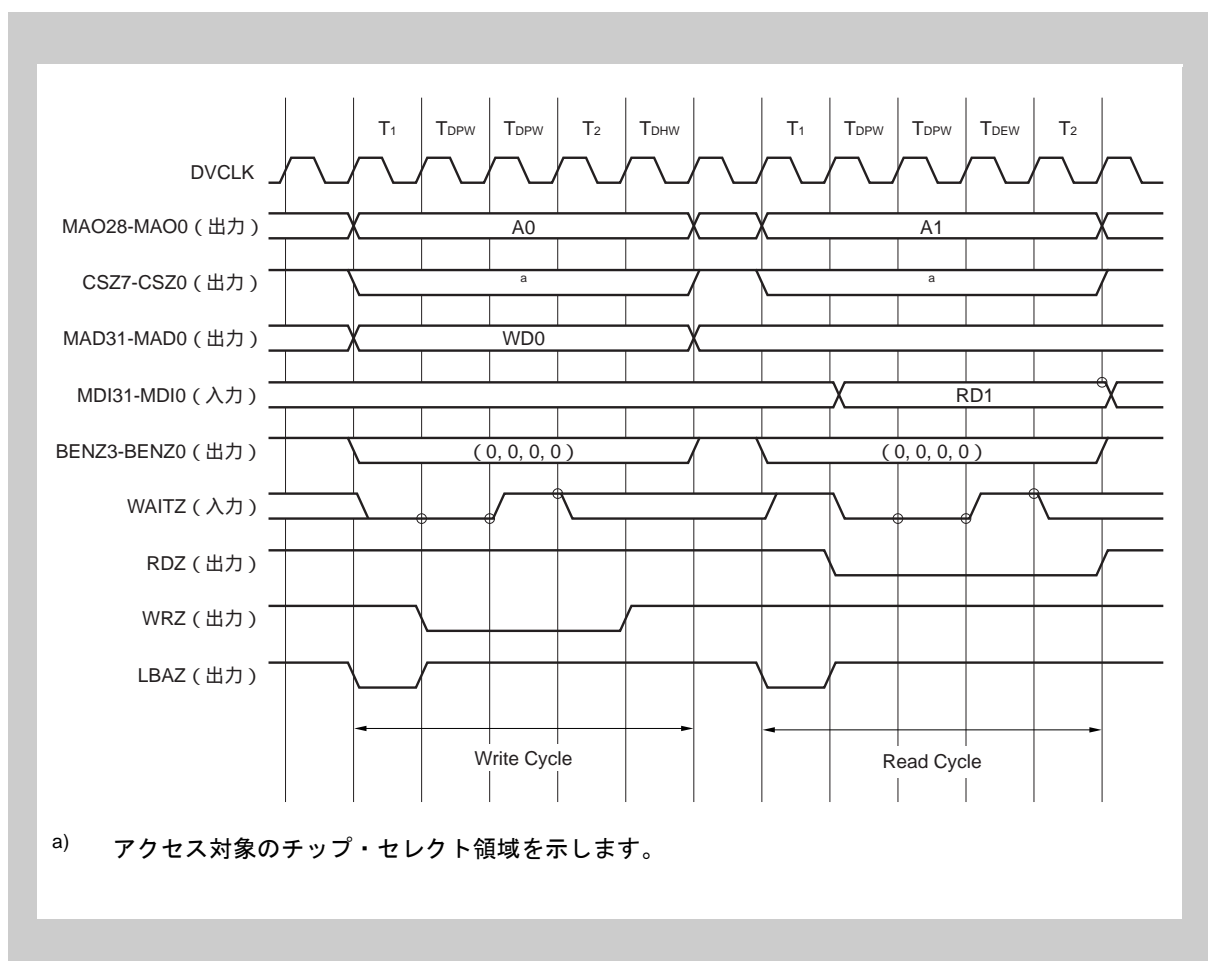 T1 TDPW TDPW T2 TDHW T1 TDPW TDPW TDEW T2
DVCLK
MAO28-MAO0（出力） A0 A1
CSZ7-CSZ0（出力） a a
MAD31-MAD0（出力） WD0
MDI31-MDI0（入力） RD1
BENZ3-BENZ0（出力） (0, 0, 0, 0) (0, 0, 0, 0)
WAITZ（入力）
RDZ（出力）
WRZ（出力）
LBAZ（出力）
Write Cycle Read Cycle
a) アクセス対象のチップ・セレクト領域を示します。